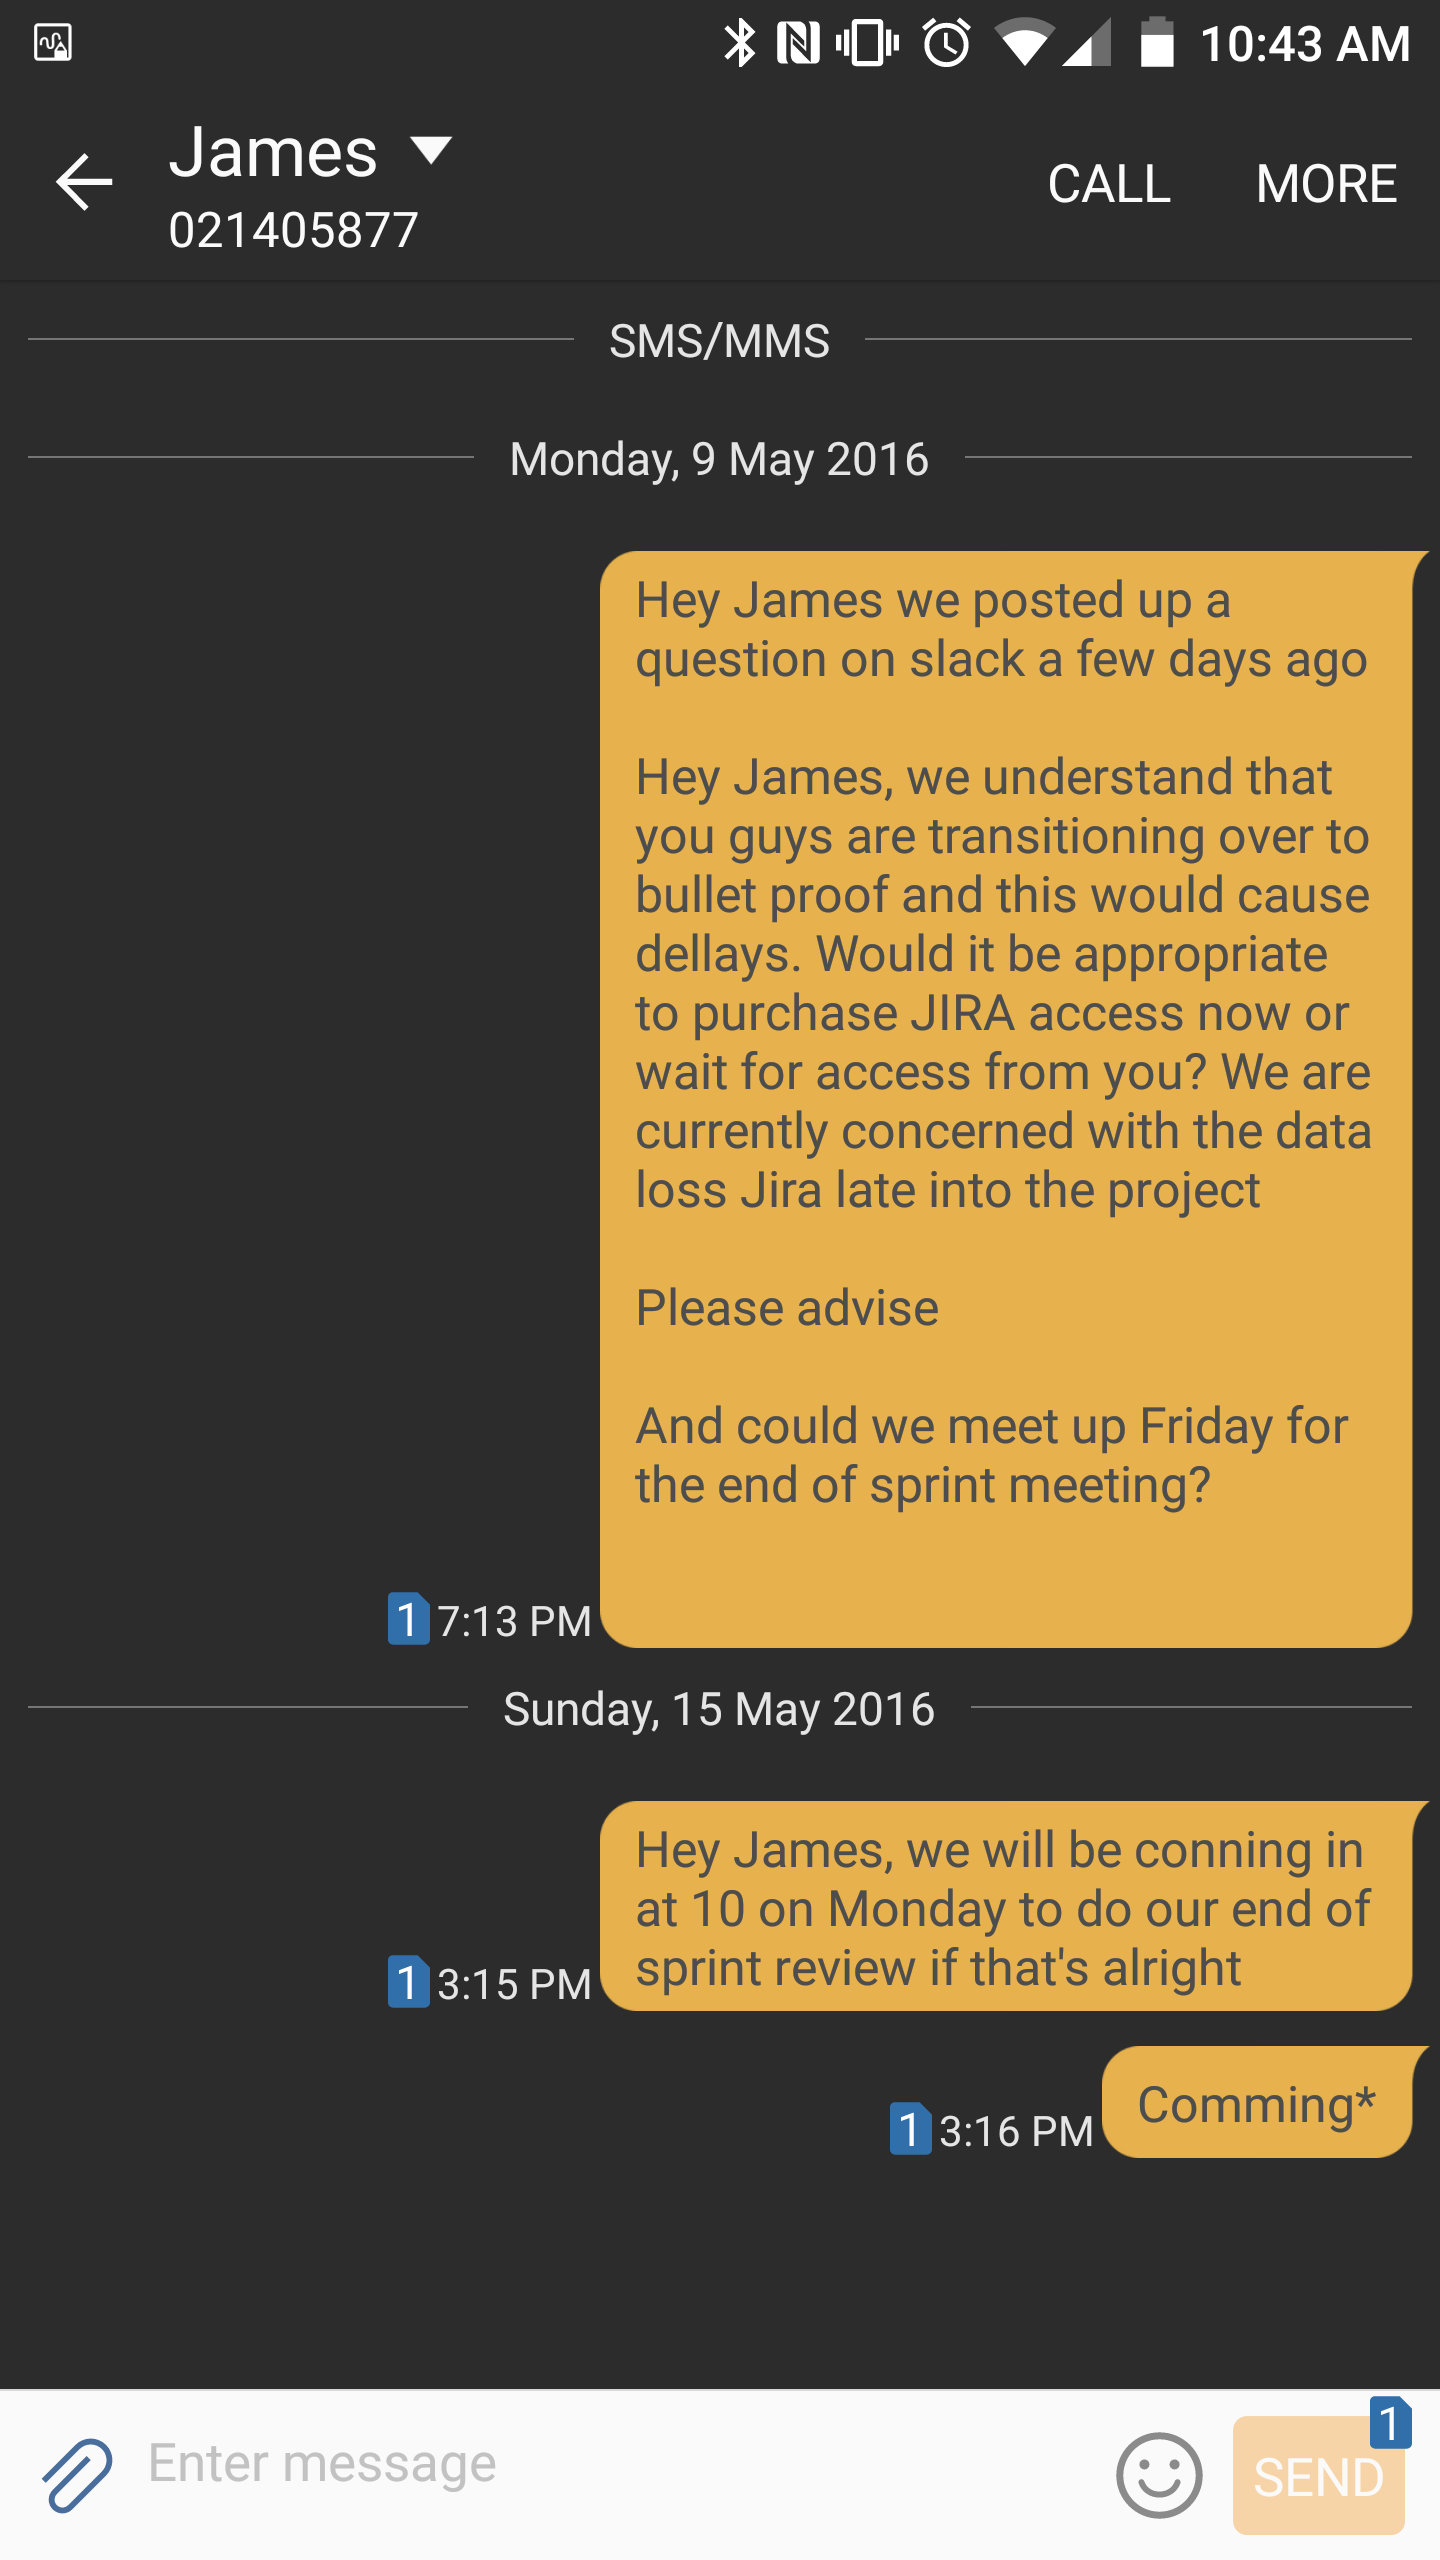 10:43 AM
James
021405877
CALL MORE
SMS/MMS
Monday, 9 May 2016
Hey James we posted up a
question on slack a few days ago
Hey James, we understand that
you guys are transitioning over to
bullet proof and this would cause
dellays. Would it be appropriate
to purchase JIRA access now or
wait for access from you? We are
currently concerned with the data
loss Jira late into the project
Please advise
And could we meet up Friday for
the end of sprint meeting?
1 7:13 PM
Sunday, 15 May 2016
Hey James, we will be conning in
at 10 on Monday to do our end of
sprint review if that's alright
1 3:15 PM
Comming*
1 3:16 PM
Enter message
SEND
1